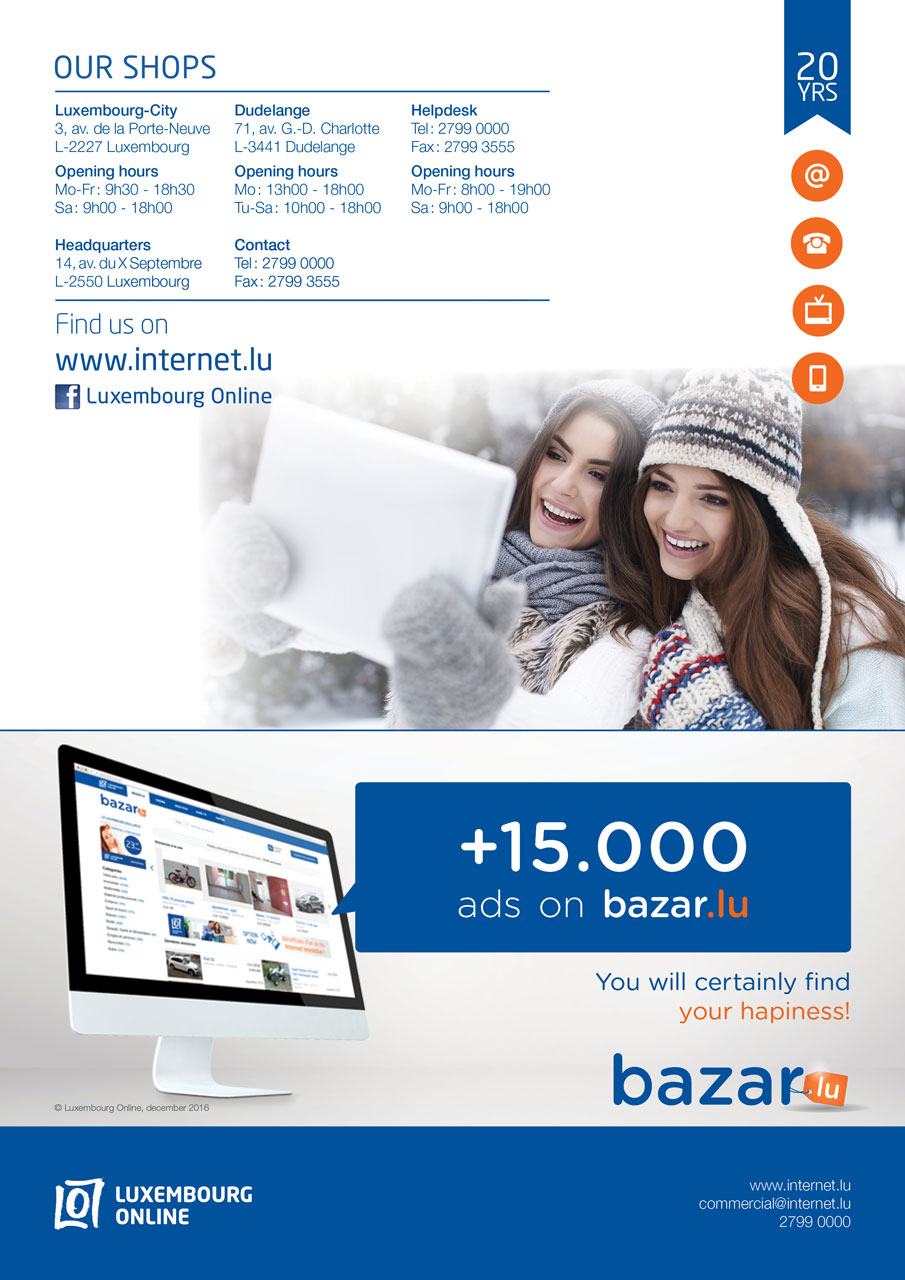 OUR SHOPS
Luxembourg-City
3, av. de la Porte-Neuve
L-2227 Luxembourg
Opening hours
Mo-Fr : 9h30 - 18h30
Sa : 9h00 - 18h00
Dudelange
71, av. G.-D. Charlotte
L-3441 Dudelange
Opening hours
Mo : 13h00 - 18h00
Tu-Sa : 10h00 - 18h00
Helpdesk
Tel : 2799 0000
Fax : 2799 3555
Opening hours
Mo-Fr : 8h00 - 19h00
Sa : 9h00 - 18h00
Headquarters
14, av. du X Septembre
L-2550 Luxembourg
Contact
Tel : 2799 0000
Fax : 2799 3555
20
YRS
@
Find us on
www.internet.lu
f Luxembourg Online
bazar.lu
+15.000
ads on bazar.lu
You will certainly find
your hapiness!
bazar.lu
© Luxembourg Online, december 2016
LUXEMBOURG
ONLINE
www.internet.lu
commercial@internet.lu
2799 0000